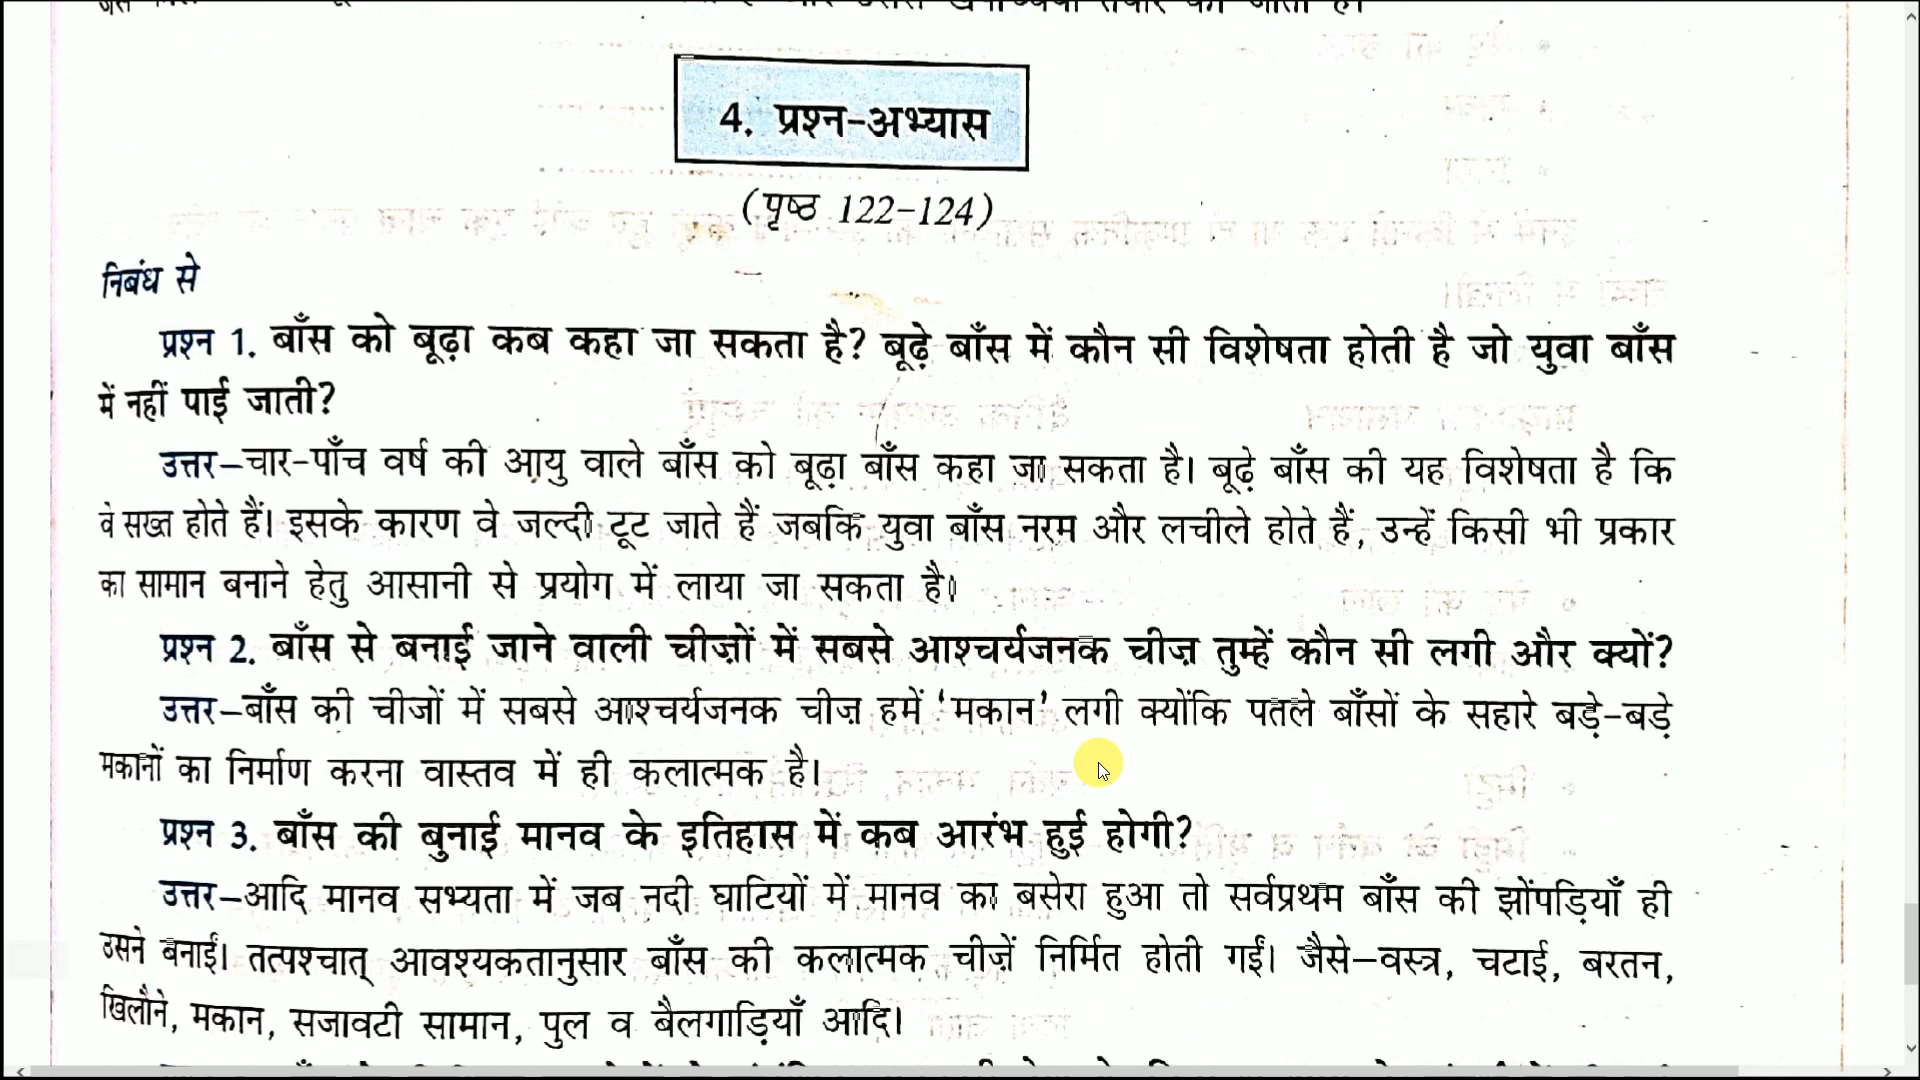 4. प्रश्न-अभ्यास
(पृष्ठ 122-124)
निबंध से
प्रश्न 1. बाँस को बूढ़ा कब कहा जा सकता है? बूढ़े बाँस में कौन सी विशेषता होती है जो युवा बाँस
में नहीं पाई जाती?
उत्तर–चार-पाँच वर्ष की आयु वाले बाँस को बूढा बाँस कहा जा सकता है। बूढ़े बाँस की यह विशेषता है कि
वे सख्त होते हैं। इसके कारण वे जल्दी टूट जाते हैं जबकि युवा बाँस नरम और लचीले होते हैं, उन्हें किसी भी प्रकार
का सामान बनाने हेतु आसानी से प्रयोग में लाया जा सकता है।
प्रश्न 2. बाँस से बनाई जाने वाली चीज़ों में सबसे आश्चर्यजनक चीज़ तुम्हें कौन सी लगी और क्यों?
उत्तर–बाँस की चीजों में सबसे आश्चर्यजनक चीज़ हमें ‘मकान’ लगी क्योंकि पतले बाँसों के सहारे बड़े-बड़े
मकानों का निर्माण करना वास्तव में ही कलात्मक है।
प्रश्न 3. बाँस की बुनाई मानव के इतिहास में कब आरंभ हुई होगी?
उत्तर–आदि मानव सभ्यता में जब नदी घाटियों में मानव का बसेरा हुआ तो सर्वप्रथम बाँस की झोंपड़ियाँ ही
उसने बनाईं। तत्पश्चात् आवश्यकतानुसार बाँस की कलात्मक चीज़ें निर्मित होती गईं। जैसे–वस्त्र, चटाई, बरतन,
खिलौने, मकान, सजावटी सामान, पुल व बैलगाड़ियाँ आदि।